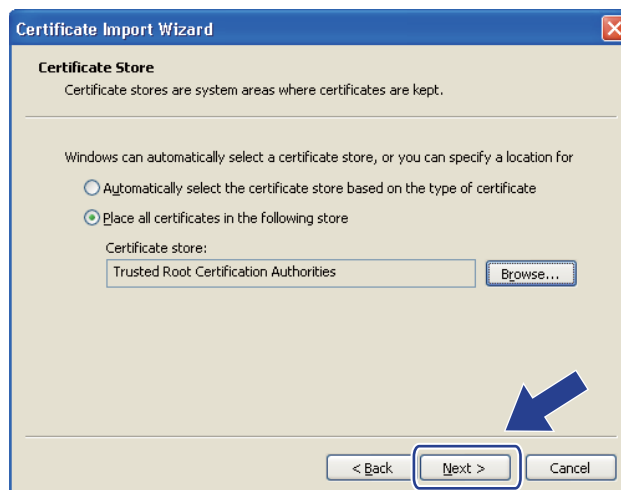 Certificate Import Wizard
Certificate Store
Certificate stores are system areas where certificates are kept.
Windows can automatically select a certificate store, or you can specify a location for
Automatically select the certificate store based on the type of certificate
Place all certificates in the following store
Certificate store:
Trusted Root Certification Authorities
Browse...
< Back
Next >
Cancel